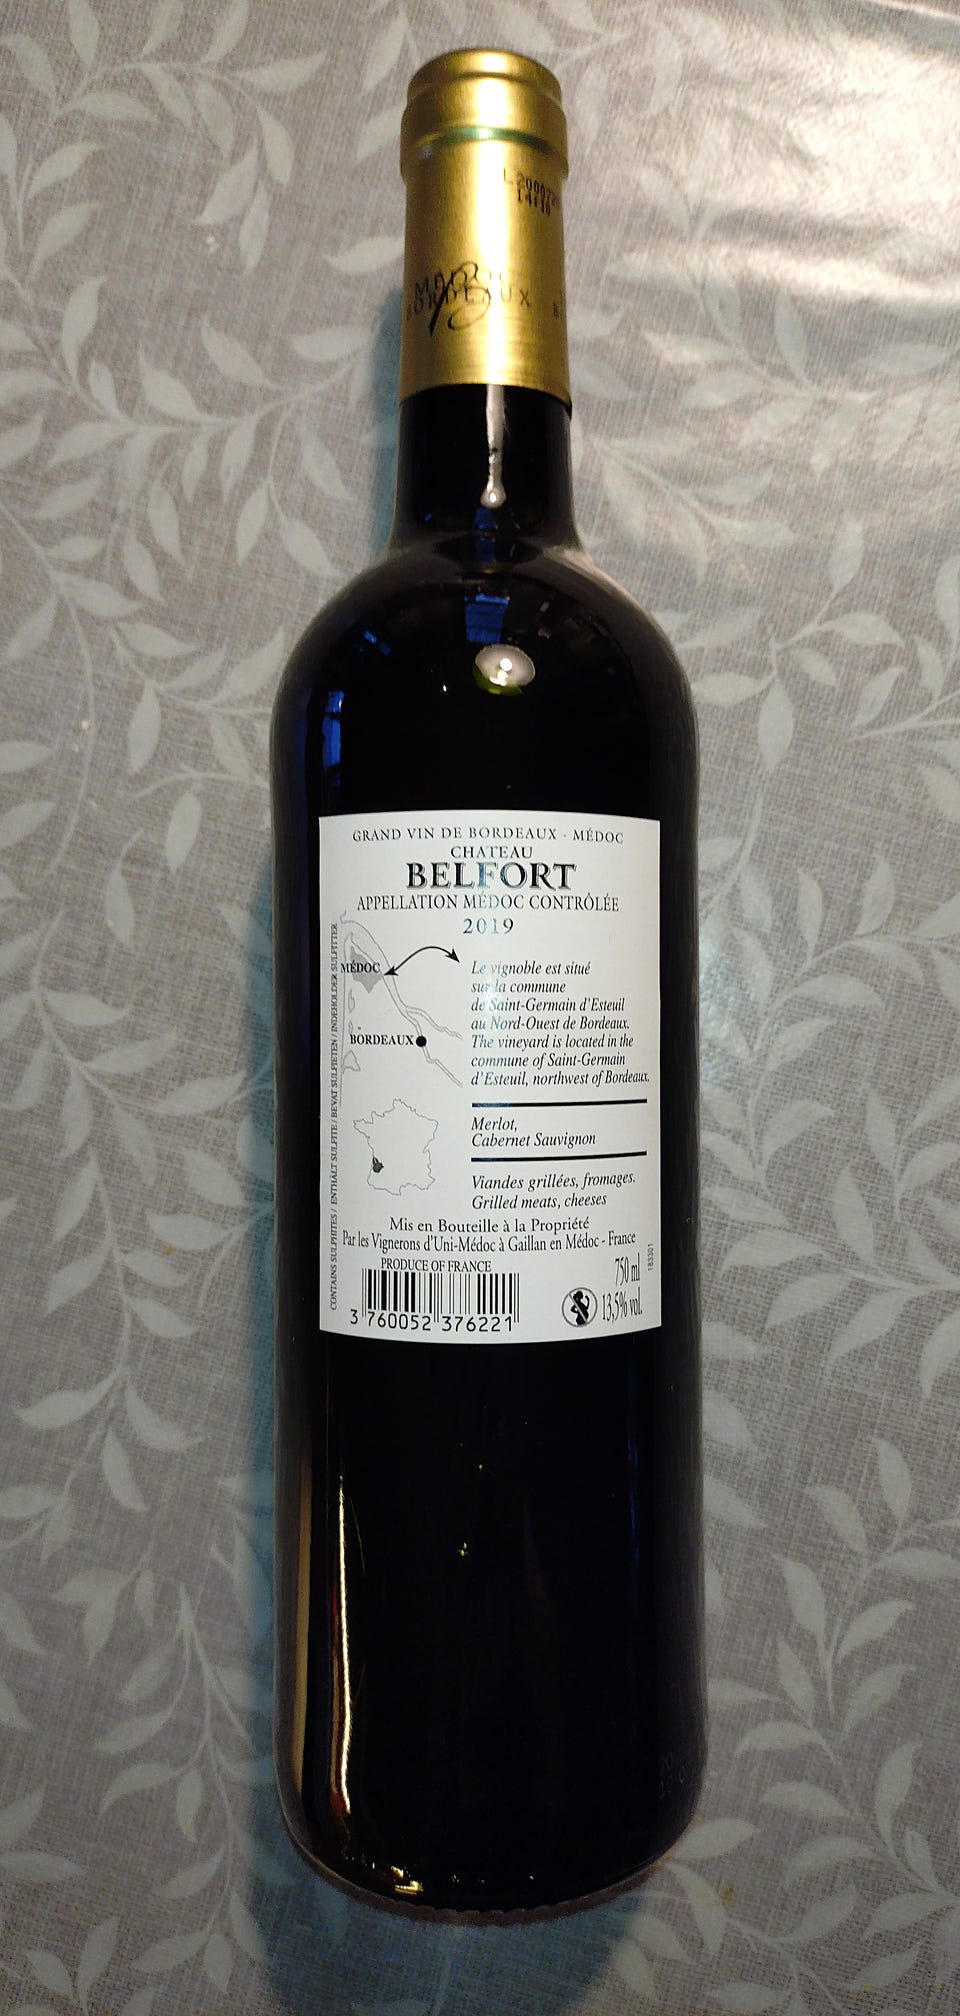 MÉDOC
BORDEAUX
GRAND VIN DE BORDEAUX - MÉDOC
CHATEAU
BELFORT
APPELLATION MÉDOC CONTRÔLÉE
2019
MÉDOC
BORDEAUX
Le vignoble est situé
sur la commune
de Saint-Germain d'Esteuil
au Nord-Ouest de Bordeaux.
The vineyard is located in the
commune of Saint-Germain
d'Esteuil, northwest of Bordeaux.
Merlot,
Cabernet Sauvignon
Viandes grillées, fromages.
Grilled meats, cheeses
Mis en Bouteille à la Propriété
Par les Vignerons d'Uni-Médoc à Gaillan en Médoc - France
PRODUCE OF FRANCE
750 ml
13,5% vol.
3 760052 376221
183301
CONTAINS SULPHITES / ENTHÄLT SULFITE / BEVAT SULFIETEN / INDEHOLDER SULFITTER